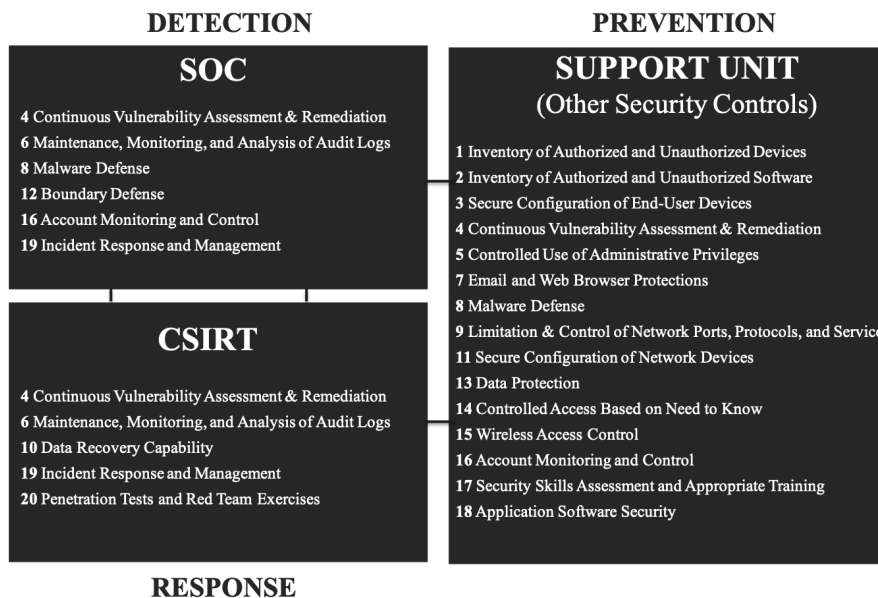 DETECTION
SOC
4 Continuous Vulnerability Assessment & Remediation
6 Maintenance, Monitoring, and Analysis of Audit Logs
8 Malware Defense
12 Boundary Defense
16 Account Monitoring and Control
19 Incident Response and Management
CSIRT
4 Continuous Vulnerability Assessment & Remediation
6 Maintenance, Monitoring, and Analysis of Audit Logs
10 Data Recovery Capability
19 Incident Response and Management
20 Penetration Tests and Red Team Exercises
RESPONSE
PREVENTION
SUPPORT UNIT
(Other Security Controls)
1 Inventory of Authorized and Unauthorized Devices
2 Inventory of Authorized and Unauthorized Software
3 Secure Configuration of End-User Devices
4 Continuous Vulnerability Assessment & Remediation
5 Controlled Use of Administrative Privileges
7 Email and Web Browser Protections
8 Malware Defense
9 Limitation & Control of Network Ports, Protocols, and Servic
11 Secure Configuration of Network Devices
13 Data Protection
14 Controlled Access Based on Need to Know
15 Wireless Access Control
16 Account Monitoring and Control
17 Security Skills Assessment and Appropriate Training
18 Application Software Security